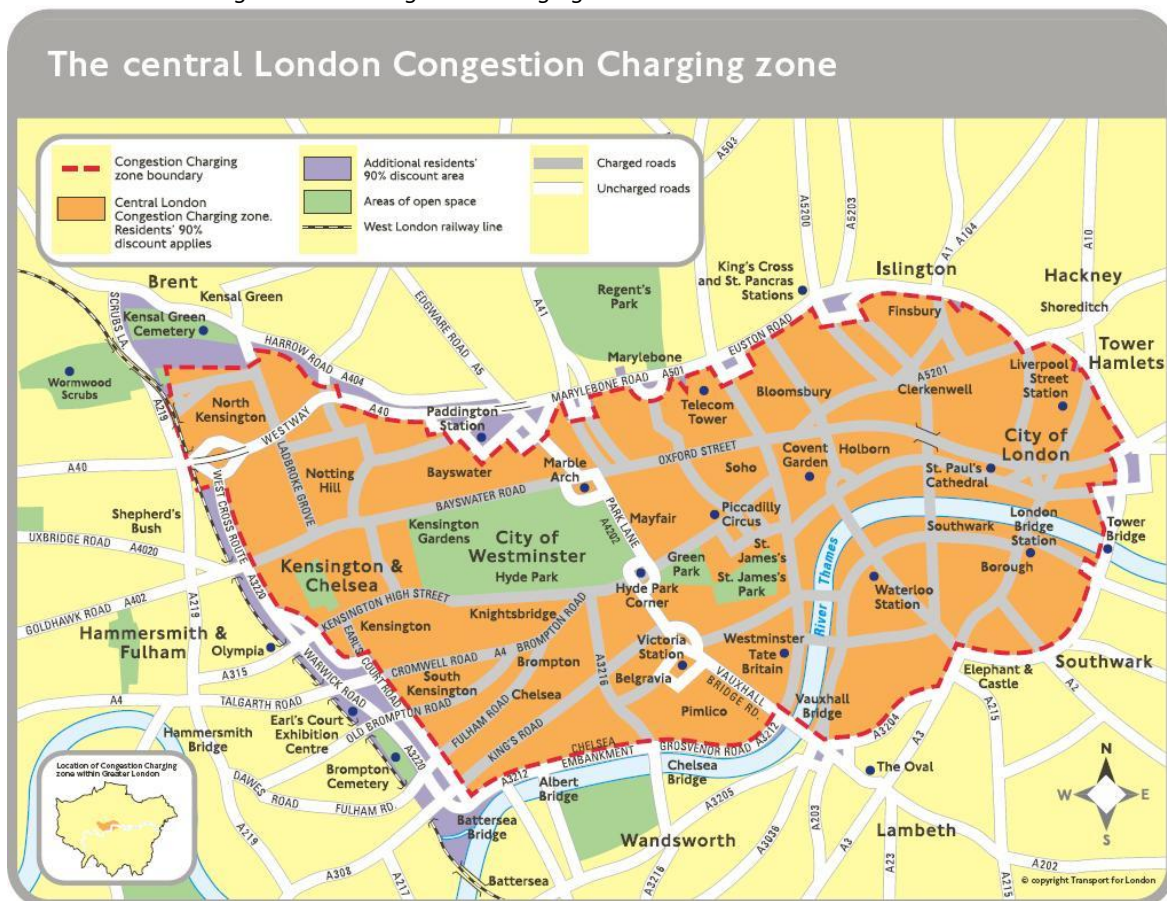 The central London Congestion Charging zone
Congestion Charging
zone boundary
Central London
Congestion Charging zone.
Residents' 90%
discount applies
Additional residents'
90% discount area
Areas of open space
West London railway line
Charged roads
Uncharged roads
A503
A5200
A5203
A1
A104
A10
Brent
Kensal Green
SCRUBS LA.
Kensal Green
Cemetery
HARROW ROAD
A404
EDGWARE ROAD
A5
A41
Regent's
Park
King's Cross
and St. Pancras
Stations
Islington
Hackney
Shoreditch
Finsbury
Tower
Hamlets
EUSTON ROAD
Marylebone
MARYLEBONE ROAD
A501
Wormwood
Scrubs
A219
North
Kensington
WESTWAY
A40
Paddington
Station
Telecom
Tower
Bloomsbury
A5201
Clerkenwell
Liverpool
Street
Station
City of
London
A40
WEST CROSS ROUTE
LADBROKE GROVE
Notting
Hill
Bayswater
Marble
Arch
OXFORD STREET
Soho
Covent
Garden
Holborn
St. Paul's
Cathedral
BAYSWATER ROAD
PARK LANE
A4202
Mayfair
Piccadilly
Circus
Shepherd's
Bush
UXBRIDGE ROAD
A4020
Kensington
Gardens
City of
Westminster
Hyde Park
Green
Park
St.
James's
St. James's
Park
River Thames
Southwark
London
Bridge
Station
Borough
Tower
Bridge
Kensington &
Chelsea
A3220
GOLDHAWK ROAD
A402
A219
KENSINGTON HIGH STREET
Kensington
Knightsbridge
Hyde Park
Corner
Waterloo
Station
Hammersmith &
Fulham
Olympia
EARL'S COURT ROAD
CROMWELL ROAD
A4
BROMPTON ROAD
Brompton
A3216
Victoria
Station
Belgravia
Westminster
Tate
Britain
A315
WARWICK ROAD
South
Kensington
Chelsea
VAUXHALL
BRIDGE RD.
Vauxhall
Bridge
Elephant &
Castle
Southwark
A2
A4
TALGARTH ROAD
Earl's Court
Exhibition
Centre
OLD BROMPTON ROAD
FULHAM ROAD
KING'S ROAD
Pimlico
A3204
A3
A215
Hammersmith
Bridge
CHELSEA
EMBANKMENT
GROSVENOR ROAD
A3212
Brompton
Cemetery
A3220
A3212
Albert
Bridge
Chelsea
Bridge
The Oval
DAWES ROAD
FULHAM RD.
A3205
A203
Battersea
Bridge
Wandsworth
A3036
Lambeth
A219
A308
A217
Battersea
A3216
A3
A23
A202
A215
Location of Congestion Charging
zone within Greater London
N
W
E
S
© copyright Transport for London